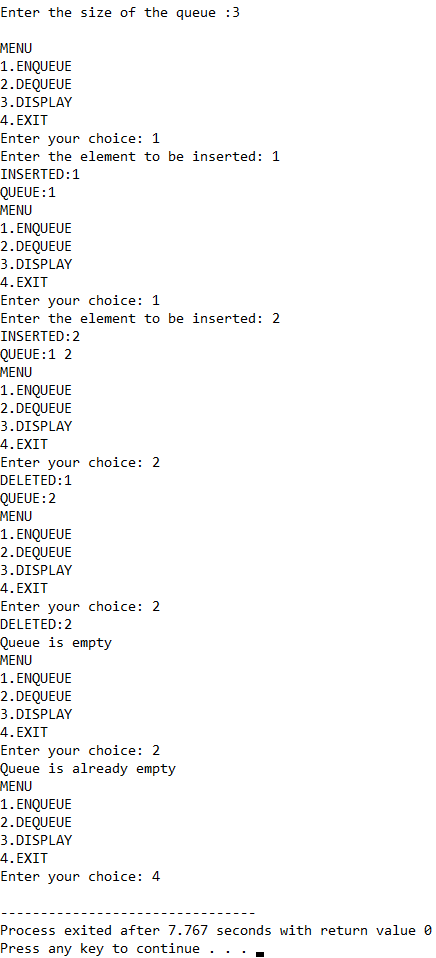 Enter the size of the queue :3

MENU
1.ENQUEUE
2.DEQUEUE
3.DISPLAY
4.EXIT
Enter your choice: 1
Enter the element to be inserted: 1
INSERTED:1
QUEUE:1
MENU
1.ENQUEUE
2.DEQUEUE
3.DISPLAY
4.EXIT
Enter your choice: 1
Enter the element to be inserted: 2
INSERTED:2
QUEUE:1 2
MENU
1.ENQUEUE
2.DEQUEUE
3.DISPLAY
4.EXIT
Enter your choice: 2
DELETED:1
QUEUE:2
MENU
1.ENQUEUE
2.DEQUEUE
3.DISPLAY
4.EXIT
Enter your choice: 2
DELETED:2
Queue is empty
MENU
1.ENQUEUE
2.DEQUEUE
3.DISPLAY
4.EXIT
Enter your choice: 2
Queue is already empty
MENU
1.ENQUEUE
2.DEQUEUE
3.DISPLAY
4.EXIT
Enter your choice: 4

--------------------------------
Process exited after 7.767 seconds with return value 0
Press any key to continue . . .